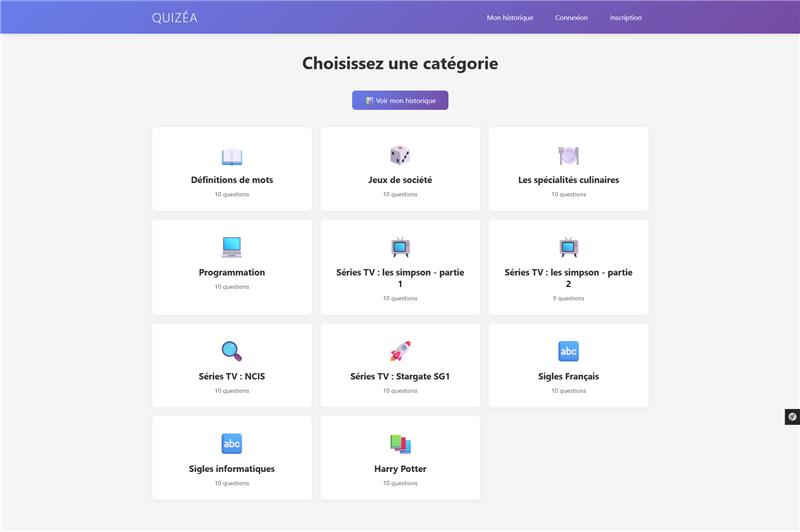 QUIZÉA
Mon historique
Connexion
Inscription
Choisissez une catégorie
Voir mon historique
Définitions de mots
10 questions
Jeux de société
10 questions
Les spécialités culinaires
10 questions
Programmation
10 questions
Séries TV : les simpson - partie
1
10 questions
Séries TV : les simpson - partie
2
9 questions
Séries TV : NCIS
10 questions
Séries TV : Stargate SG1
10 questions
abc
Sigles Français
10 questions
abc
Sigles informatiques
10 questions
Harry Potter
10 questions